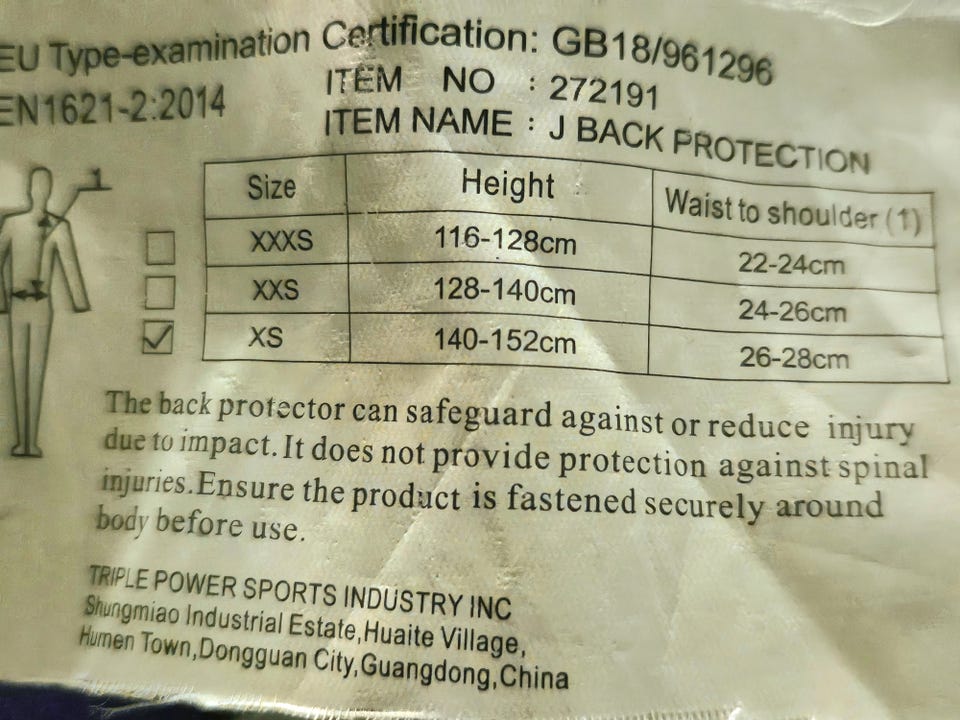 EU Type-examination Certification: GB18/961296
EN1621-2:2014
ITEM NO : 272191
ITEM NAME : J BACK PROTECTION
1
Size Height Waist to shoulder (1)
XXXS 116-128cm 22-24cm
XXS 128-140cm 24-26cm
XS 140-152cm 26-28cm
The back protector can safeguard against or reduce injury
due to impact.It does not provide protection against spinal
injuries.Ensure the product is fastened securely around
body before use.
TRIPLE POWER SPORTS INDUSTRY INC
Shungmiao Industrial Estate,Huaite Village,
Humen Town,Dongguan City,Guangdong,China